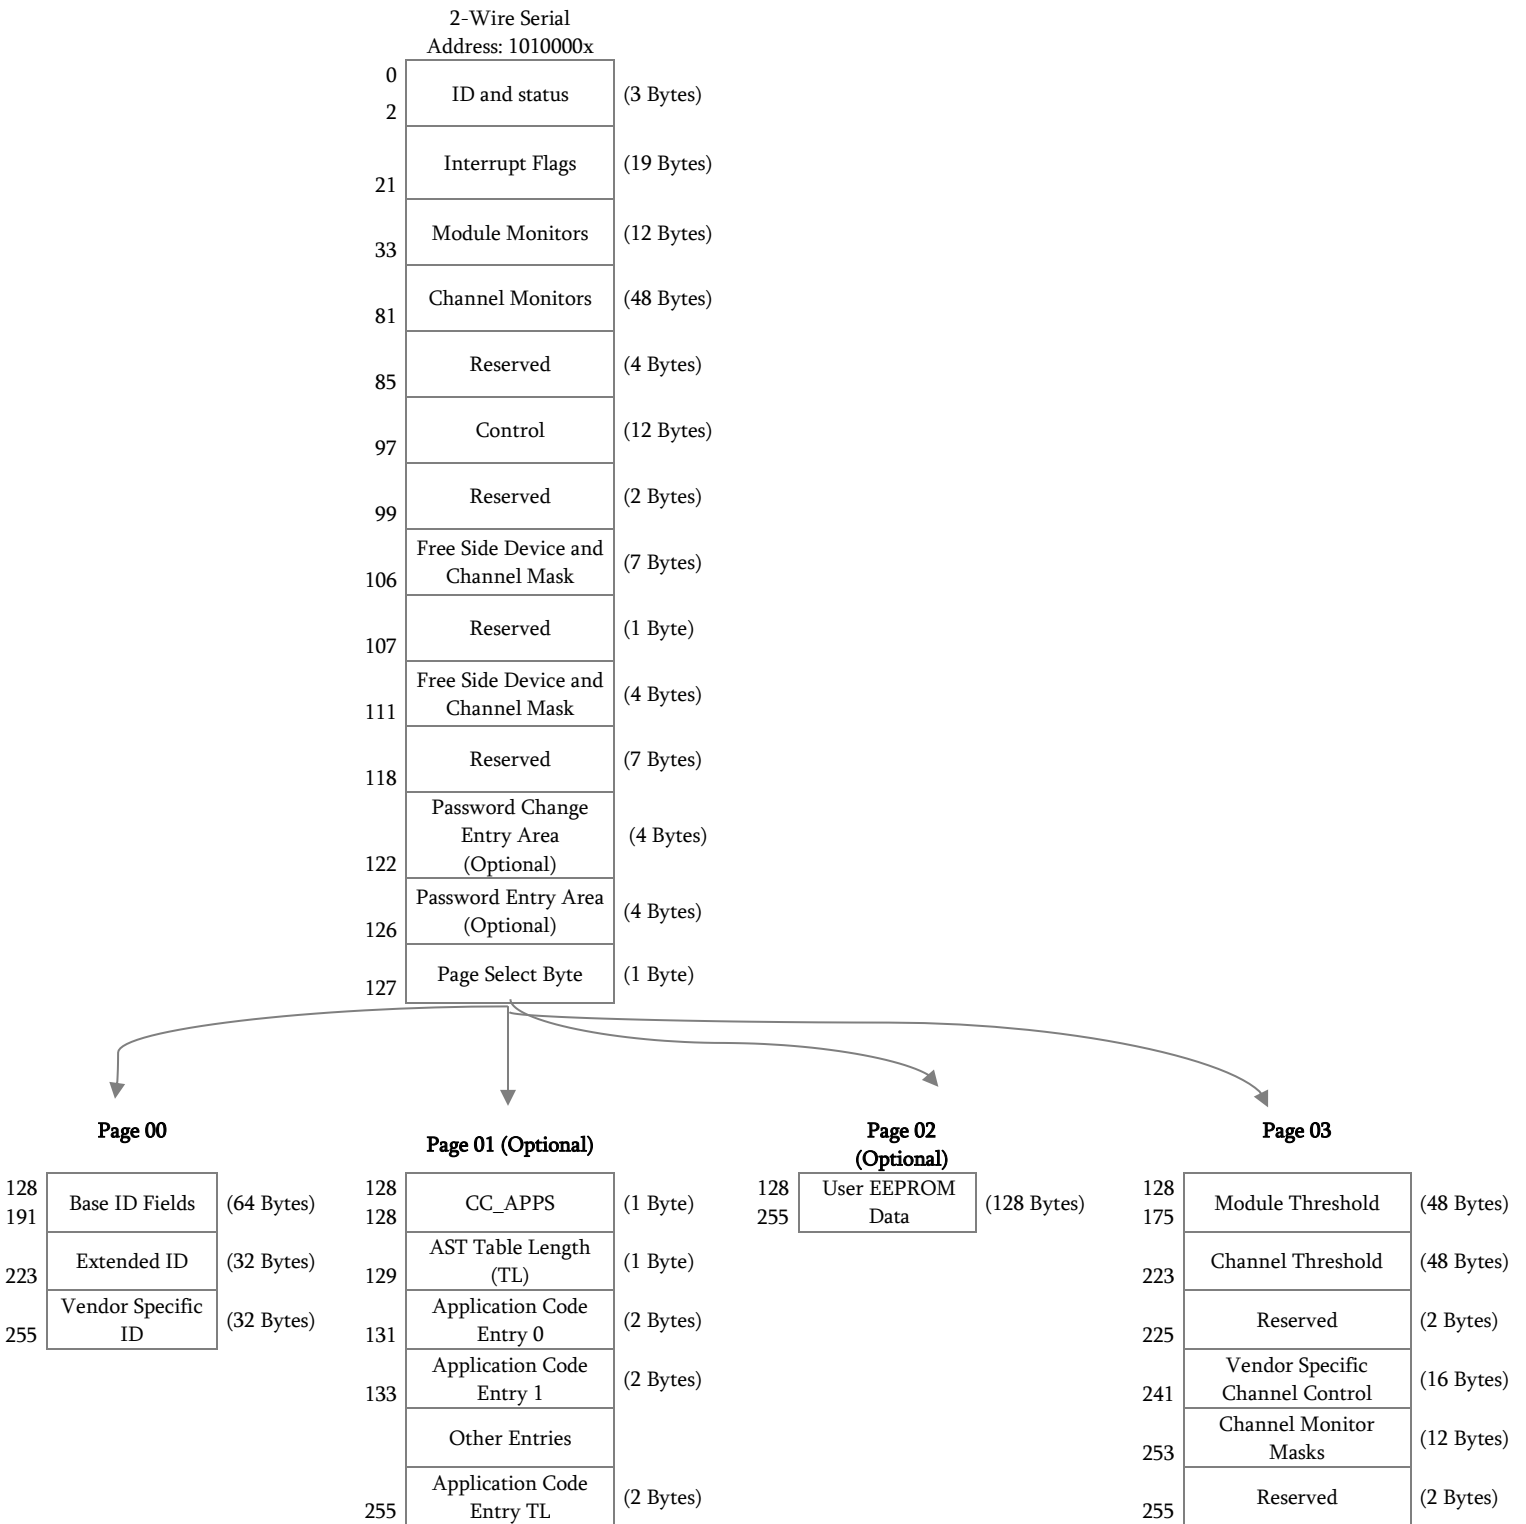 2-Wire Serial
Address: 1010000x
0
ID and status
(3 Bytes)
2
Interrupt Flags
(19 Bytes)
21
Module Monitors
(12 Bytes)
33
Channel Monitors
(48 Bytes)
81
Reserved
(4 Bytes)
85
Control
(12 Bytes)
97
Reserved
(2 Bytes)
99
Free Side Device and
Channel Mask
(7 Bytes)
106
Reserved
(1 Byte)
107
Free Side Device and
Channel Mask
(4 Bytes)
111
Reserved
(7 Bytes)
118
Password Change
Entry Area
(Optional)
(4 Bytes)
122
Password Entry Area
(Optional)
(4 Bytes)
126
Page Select Byte
(1 Byte)
127
Page 00
128
191
Base ID Fields
(64 Bytes)
Extended ID
(32 Bytes)
223
Vendor Specific
ID
(32 Bytes)
255
Page 01 (Optional)
128
128
CC_APPS
(1 Byte)
AST Table Length
(TL)
(1 Byte)
129
Application Code
Entry 0
(2 Bytes)
131
Application Code
Entry 1
(2 Bytes)
133
Other Entries
Application Code
Entry TL
(2 Bytes)
255
Page 02
(Optional)
128
255
User EEPROM
Data
(128 Bytes)
Page 03
128
175
Module Threshold
(48 Bytes)
Channel Threshold
(48 Bytes)
223
Reserved
(2 Bytes)
225
Vendor Specific
Channel Control
(16 Bytes)
241
Channel Monitor
Masks
(12 Bytes)
253
Reserved
(2 Bytes)
255